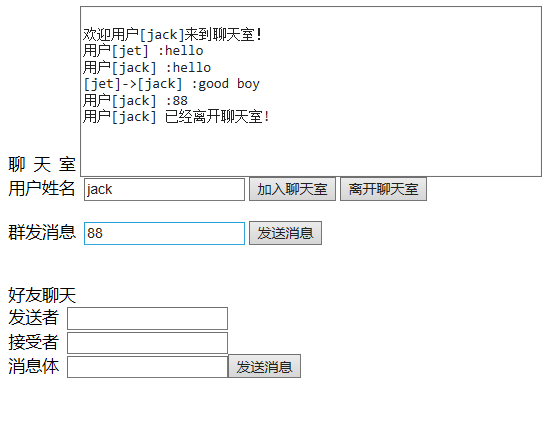 欢迎用户[jack]来到聊天室!
用户[jet] :hello
用户[jack] :hello
[jet]->[jack] :good boy
用户[jack] :88
用户[jack] 已经离开聊天室!
聊 天 室
用户姓名 jack 加入聊天室 离开聊天室
群发消息 88 发送消息
好友聊天
发送者
接受者
消息体 发送消息